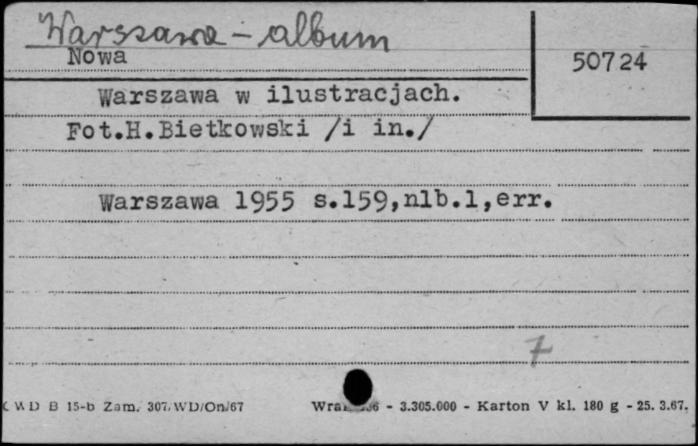 Warszawa - album
Nowa
50724
Warszawa w ilustracjach.
Fot.H.Bietkowski /i in./
Warszawa 1955 s.159,nlb.1,err.
7
WD B 15-b Zam. 307/WD/On/67
- 3.305.000 - Karton V kl. 180 g - 25. 3.67.